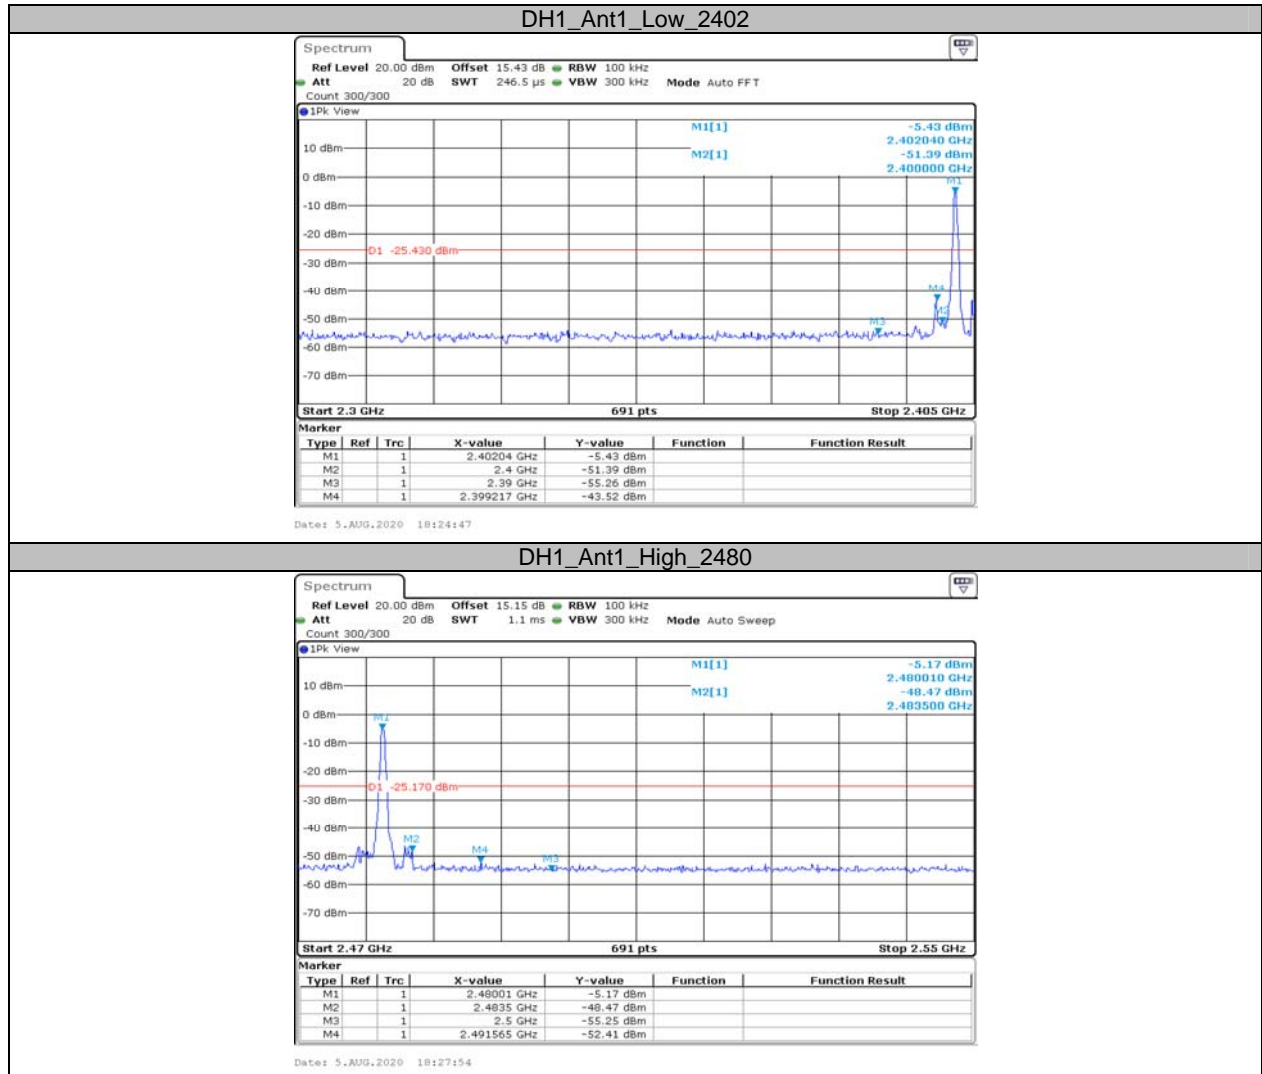 DH1_Ant1_Low_2402
Spectrum
Ref Level 20.00 dBm Offset 15.43 dB RBW 100 kHz
Att 20 dB SWT 246.5 µs VBW 300 kHz Mode Auto FFT
Count 300/300
1Pk View
M1[1] -5.43 dBm
2.402040 GHz
10 dBm
M2[1] -51.39 dBm
2.400000 GHz
0 dBm
M1
-10 dBm
-20 dBm
D1 -25.430 dBm
-30 dBm
-40 dBm
M4
M2
-50 dBm
M3
-60 dBm
-70 dBm
Start 2.3 GHz 691 pts Stop 2.405 GHz
Marker
Type Ref Trc X-value Y-value Function Function Result
M1 1 2.40204 GHz -5.43 dBm
M2 1 2.4 GHz -51.39 dBm
M3 1 2.39 GHz -55.26 dBm
M4 1 2.399217 GHz -43.52 dBm
Date: 5.AUG.2020 18:24:47
DH1_Ant1_High_2480
Spectrum
Ref Level 20.00 dBm Offset 15.15 dB RBW 100 kHz
Att 20 dB SWT 1.1 ms VBW 300 kHz Mode Auto Sweep
Count 300/300
1Pk View
M1[1] -5.17 dBm
2.480010 GHz
10 dBm
M2[1] -48.47 dBm
2.483500 GHz
0 dBm
M1
-10 dBm
-20 dBm
D1 -25.170 dBm
-30 dBm
-40 dBm
M2
M4
M3
-50 dBm
-60 dBm
-70 dBm
Start 2.47 GHz 691 pts Stop 2.55 GHz
Marker
Type Ref Trc X-value Y-value Function Function Result
M1 1 2.48001 GHz -5.17 dBm
M2 1 2.4835 GHz -48.47 dBm
M3 1 2.5 GHz -55.25 dBm
M4 1 2.491565 GHz -52.41 dBm
Date: 5.AUG.2020 18:27:54